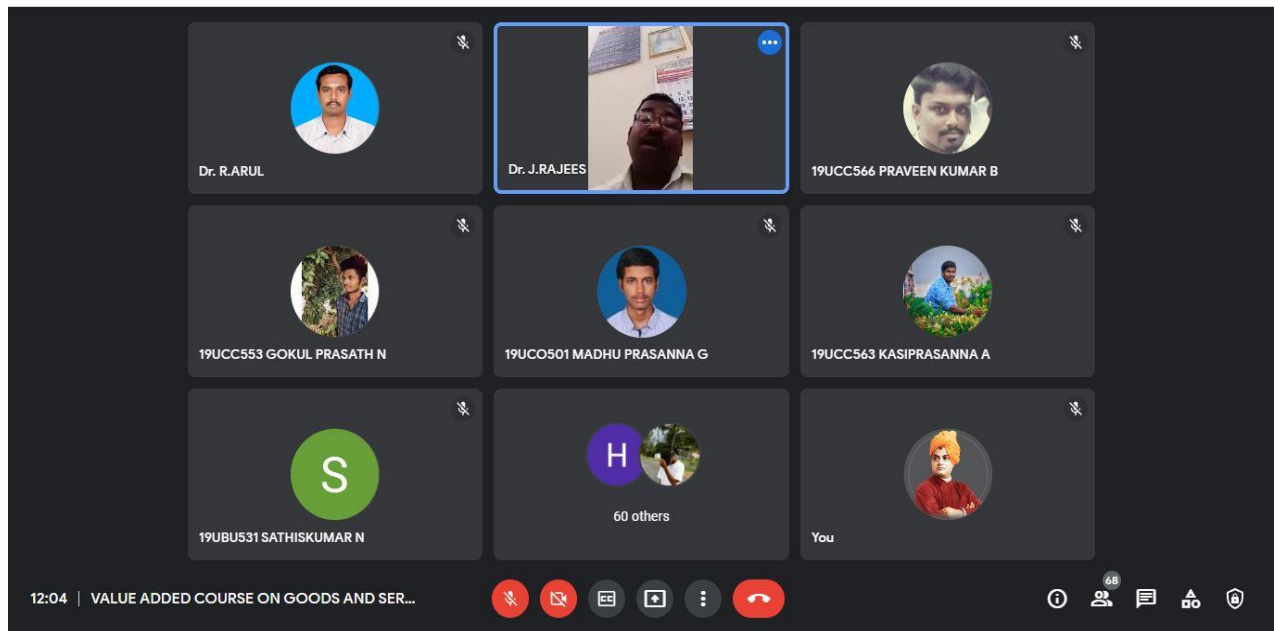 Dr. R.ARUL
Dr. J.RAJEES
19UCC566 PRAVEEN KUMAR B
19UCC553 GOKUL PRASATH N
19UCO501 MADHU PRASANNA G
19UCC563 KASIPRASANNA A
S
19UBU531 SATHISKUMAR N
H
60 others
You
12:04 | VALUE ADDED COURSE ON GOODS AND SER...
CC
68